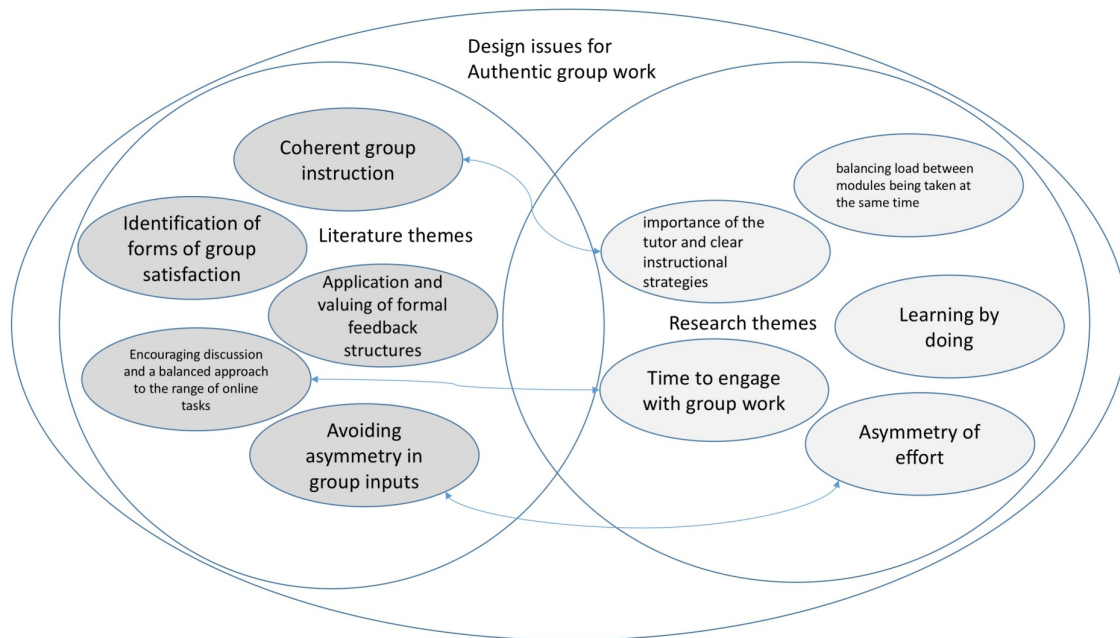 Design issues for
Authentic group work
Coherent group
instruction
Identification of
forms of group
satisfaction
Literature themes
Application and
valuing of formal
feedback
structures
Encouraging discussion
and a balanced approach
to the range of online
tasks
Avoiding
asymmetry in
group inputs
balancing load between
modules being taken at
the same time
importance of the
tutor and clear
instructional
strategies
Research themes
Learning by
doing
Time to engage
with group work
Asymmetry of
effort